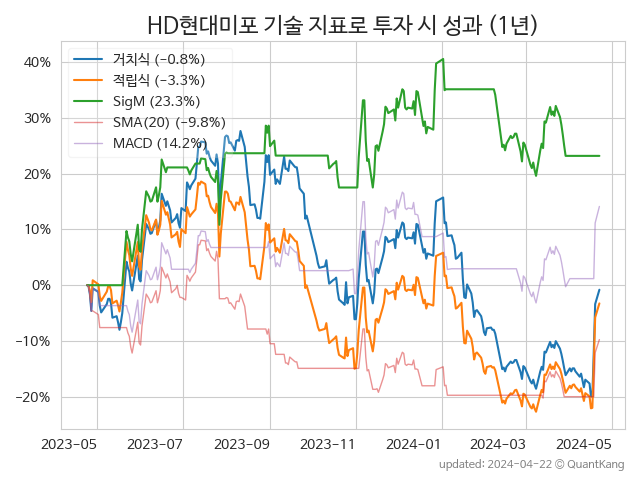 HD현대미포 기술 지표로 투자 시 성과 (1년)
거치식 (−0.8%)
적립식 (−3.3%)
SigM (23.3%)
SMA(20) (−9.8%)
MACD (14.2%)
40%
30%
20%
10%
0%
−10%
−20%
2023-05 2023-07 2023-09 2023-11 2024-01 2024-03 2024-05
updated: 2024-04-22 © QuantKang